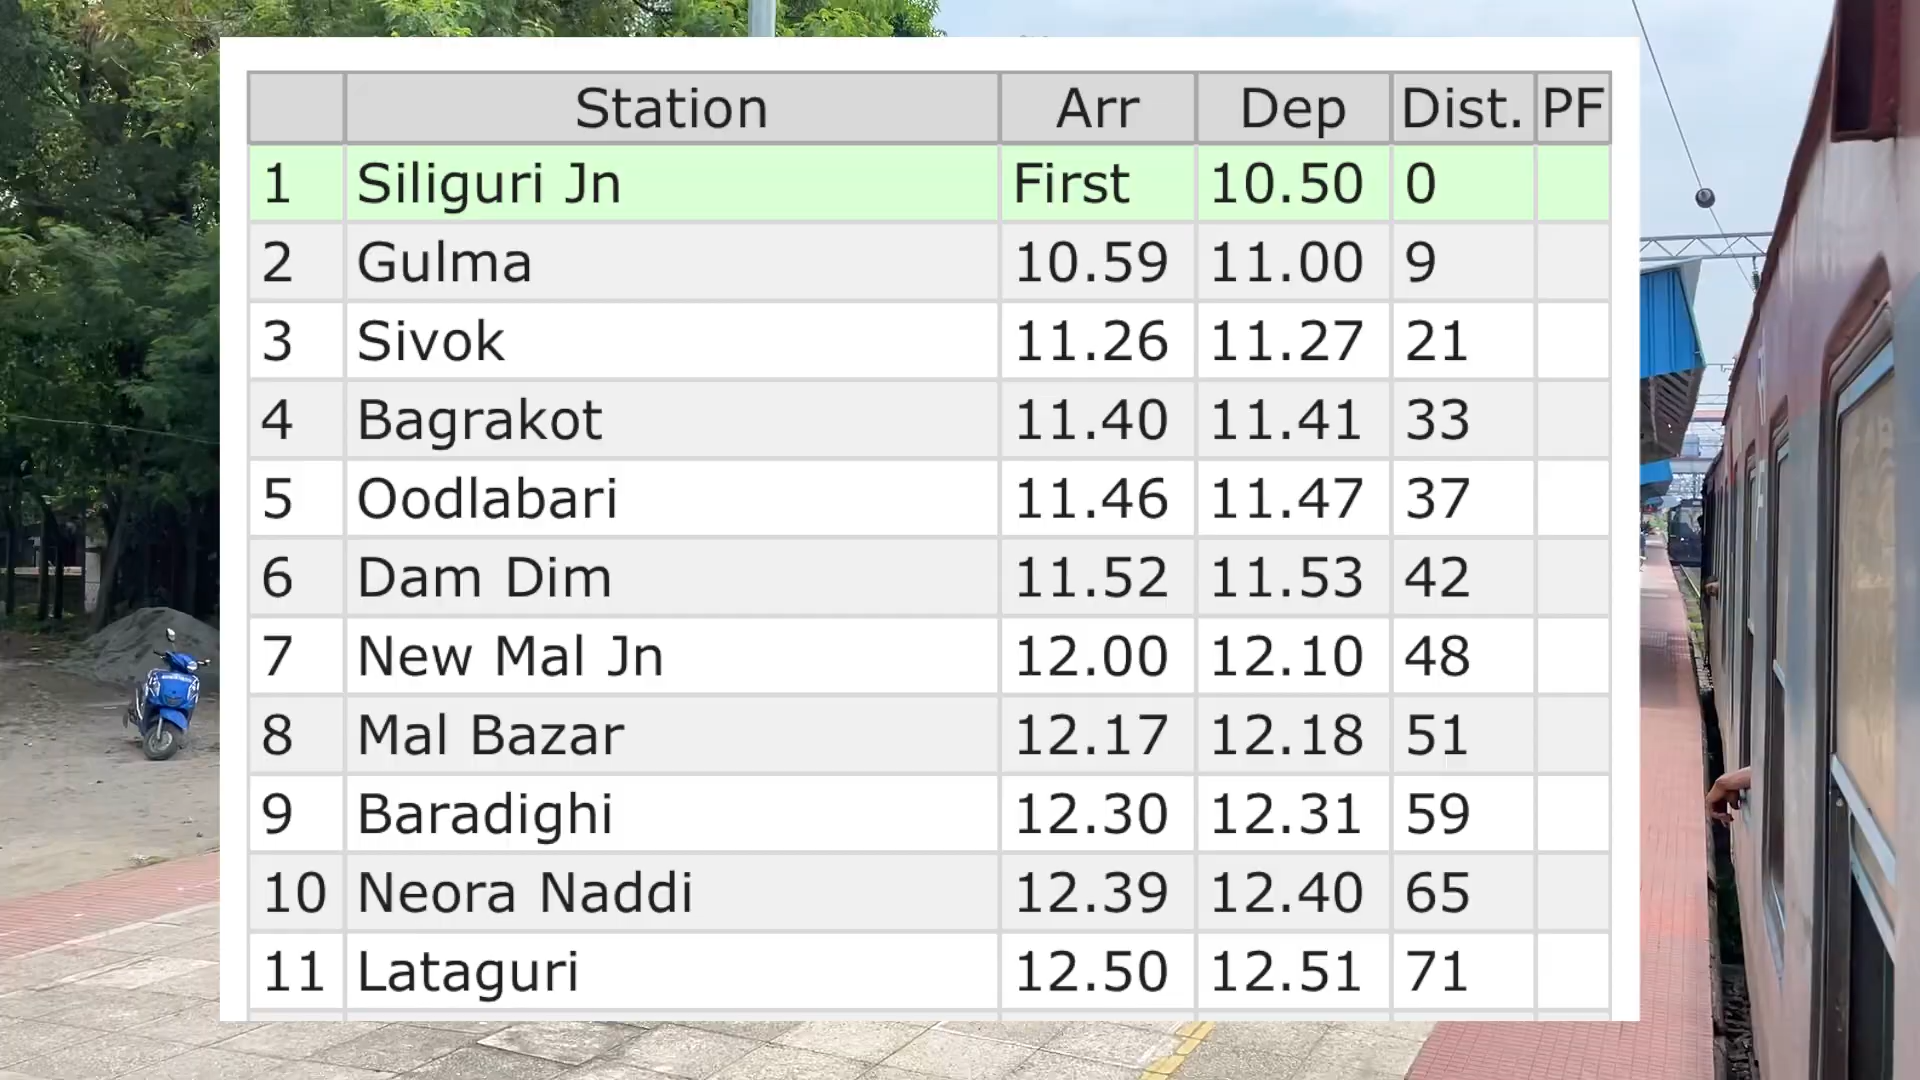 Station Arr Dep Dist. PF
1 Siliguri Jn First 10.50 0
2 Gulma 10.59 11.00 9
3 Sivok 11.26 11.27 21
4 Bagrakot 11.40 11.41 33
5 Oodlabari 11.46 11.47 37
6 Dam Dim 11.52 11.53 42
7 New Mal Jn 12.00 12.10 48
8 Mal Bazar 12.17 12.18 51
9 Baradighi 12.30 12.31 59
10 Neora Naddi 12.39 12.40 65
11 Lataguri 12.50 12.51 71